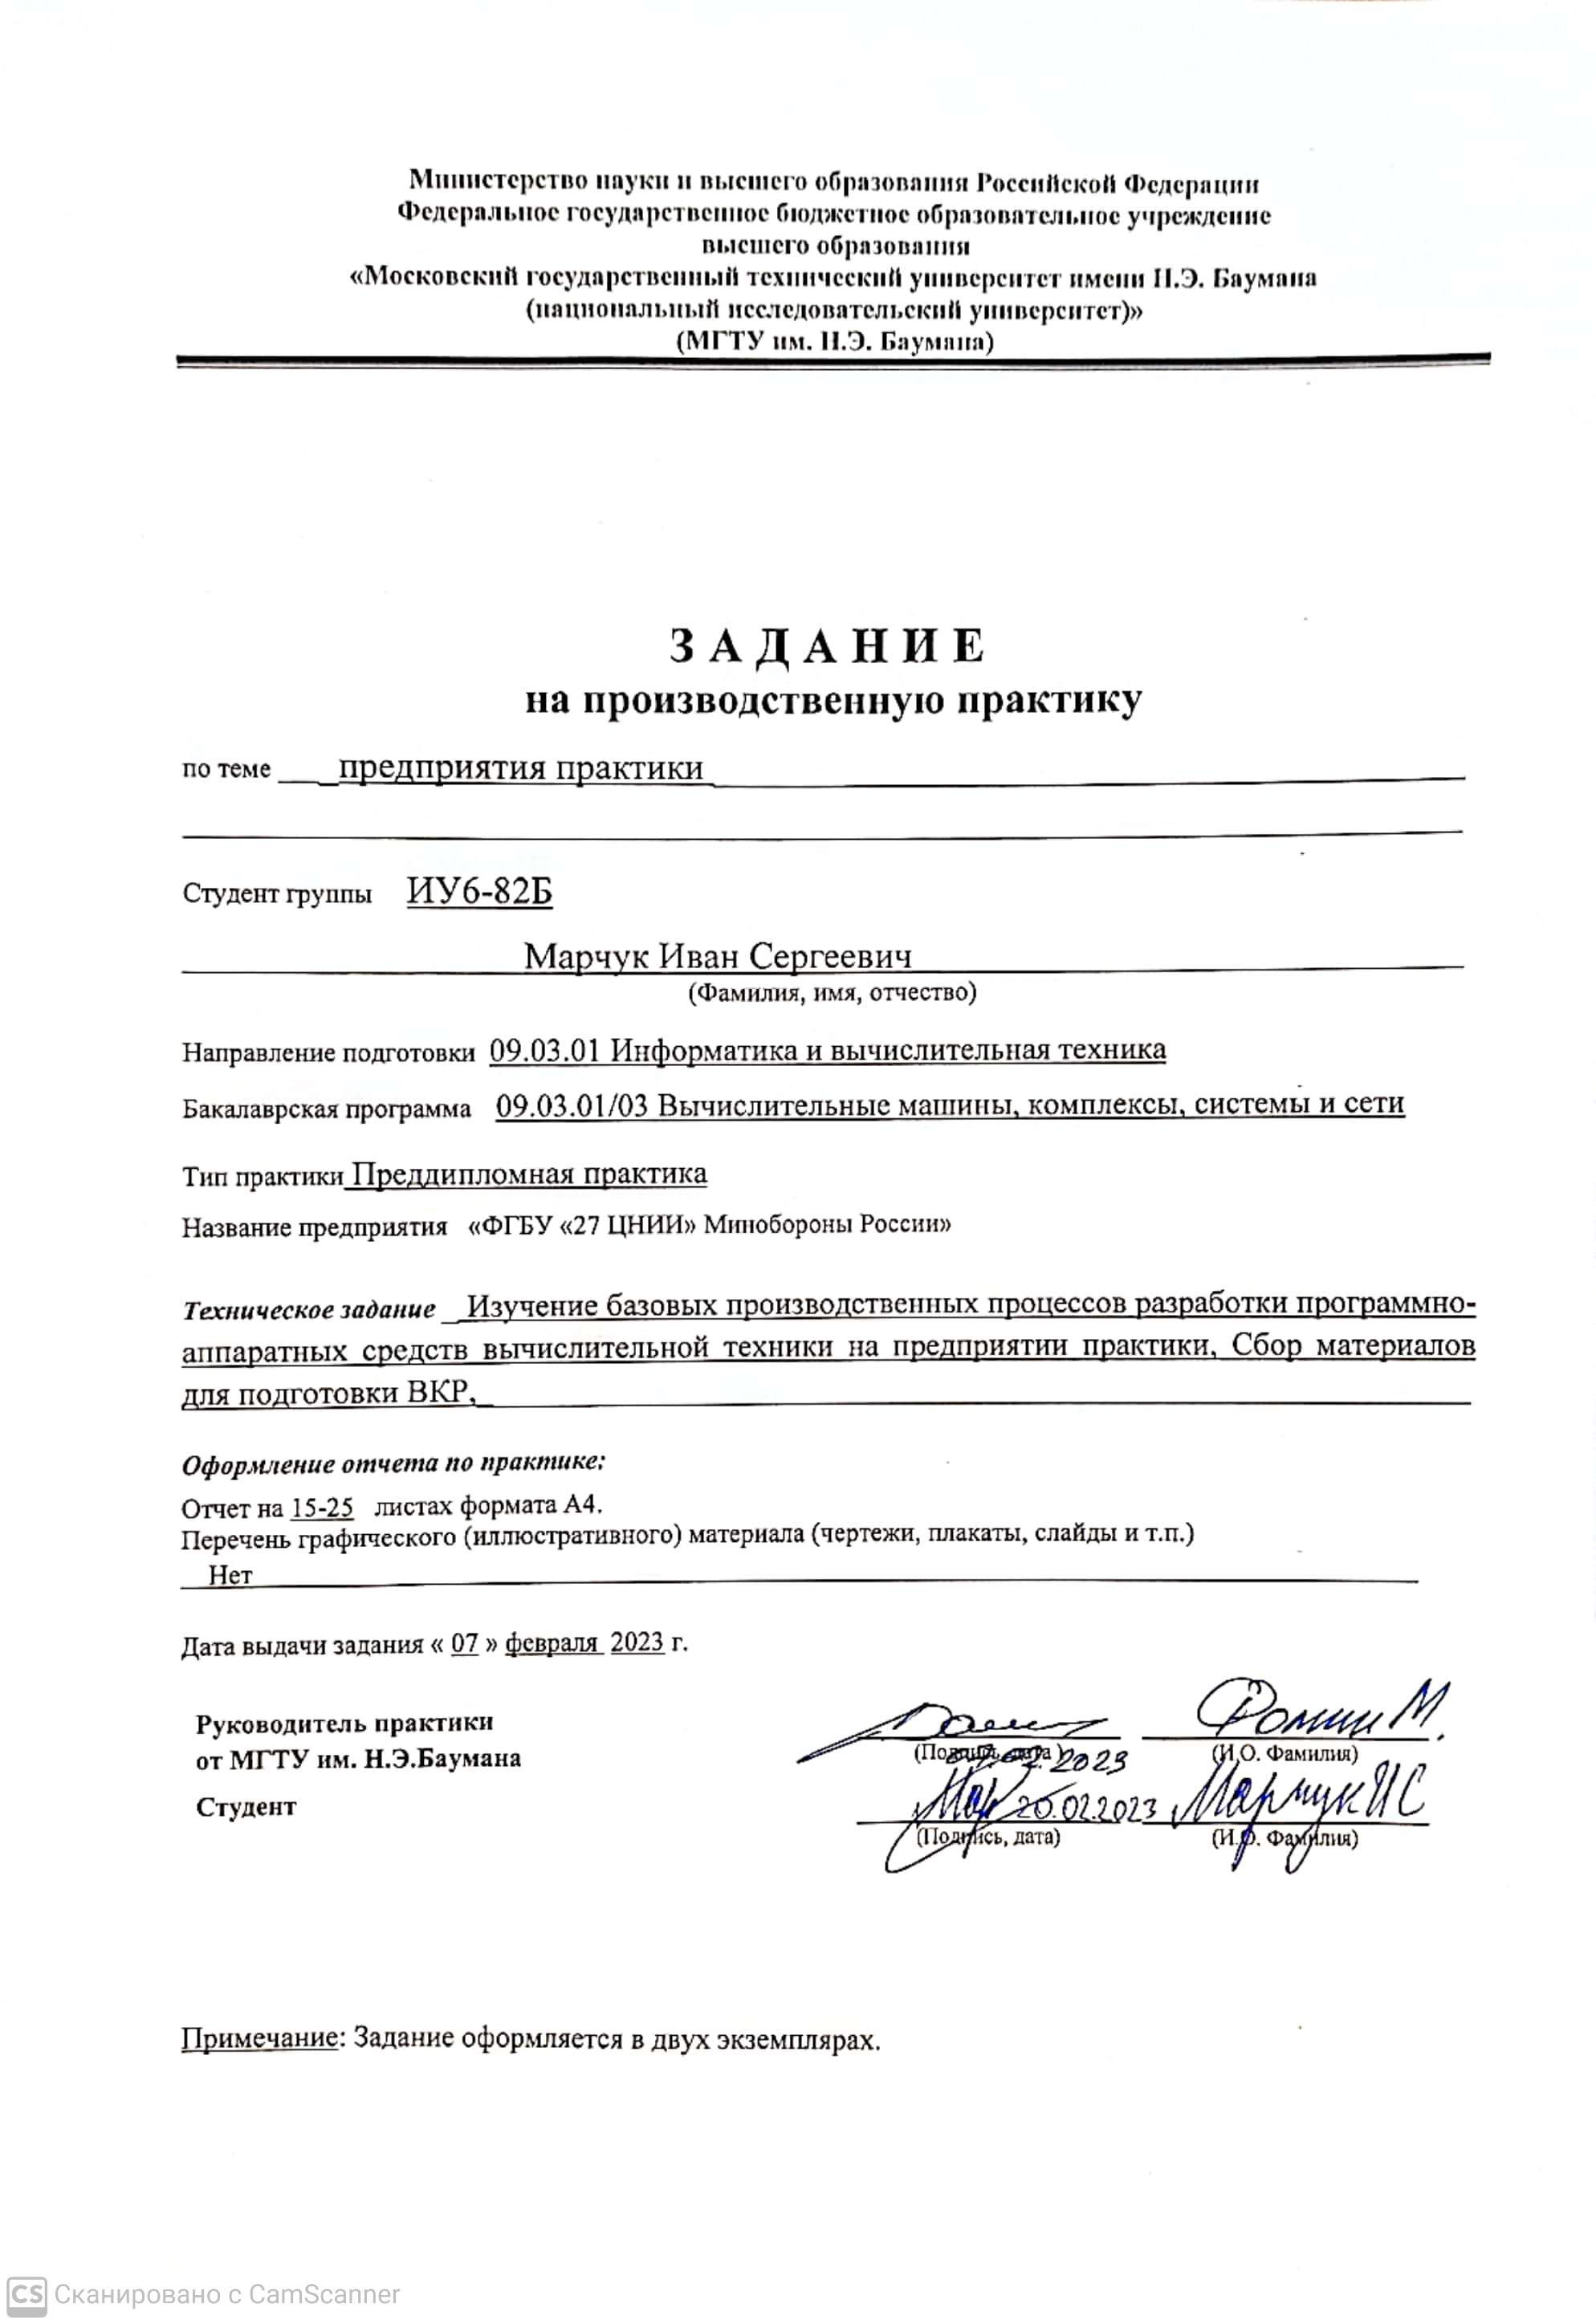 Министерство науки и высшего образования Российской Федерации
Федеральное государственное бюджетное образовательное учреждение
высшего образования
«Московский государственный технический университет имени Н.Э. Баумана
(национальный исследовательский университет)»
(МГТУ им. Н.Э. Баумана)
ЗАДАНИЕ
на производственную практику
по теме предприятия практики
Студент группы ИУ6-82Б
Марчук Иван Сергеевич
(Фамилия, имя, отчество)
Направление подготовки 09.03.01 Информатика и вычислительная техника
Бакалаврская программа 09.03.01/03 Вычислительные машины, комплексы, системы и сети
Тип практики Преддипломная практика
Название предприятия «ФГБУ «27 ЦНИИ» Минобороны России»
Техническое задание Изучение базовых производственных процессов разработки программно-
аппаратных средств вычислительной техники на предприятии практики, Сбор материалов
для подготовки ВКР,
Оформление отчета по практике:
Отчет на 15-25 листах формата А4.
Перечень графического (иллюстративного) материала (чертежи, плакаты, слайды и т.п.)
Нет
Дата выдачи задания « 07 » февраля 2023 г.
Руководитель практики
Фомин М.
от МГТУ им. Н.Э.Баумана (Подпись, дата) 2023 (И.О. Фамилия)
Студент 20.02.2023 Марчук И С
(Подпись, дата) (И.О. Фамилия)
Примечание: Задание оформляется в двух экземплярах.
CS Сканировано с CamScanner